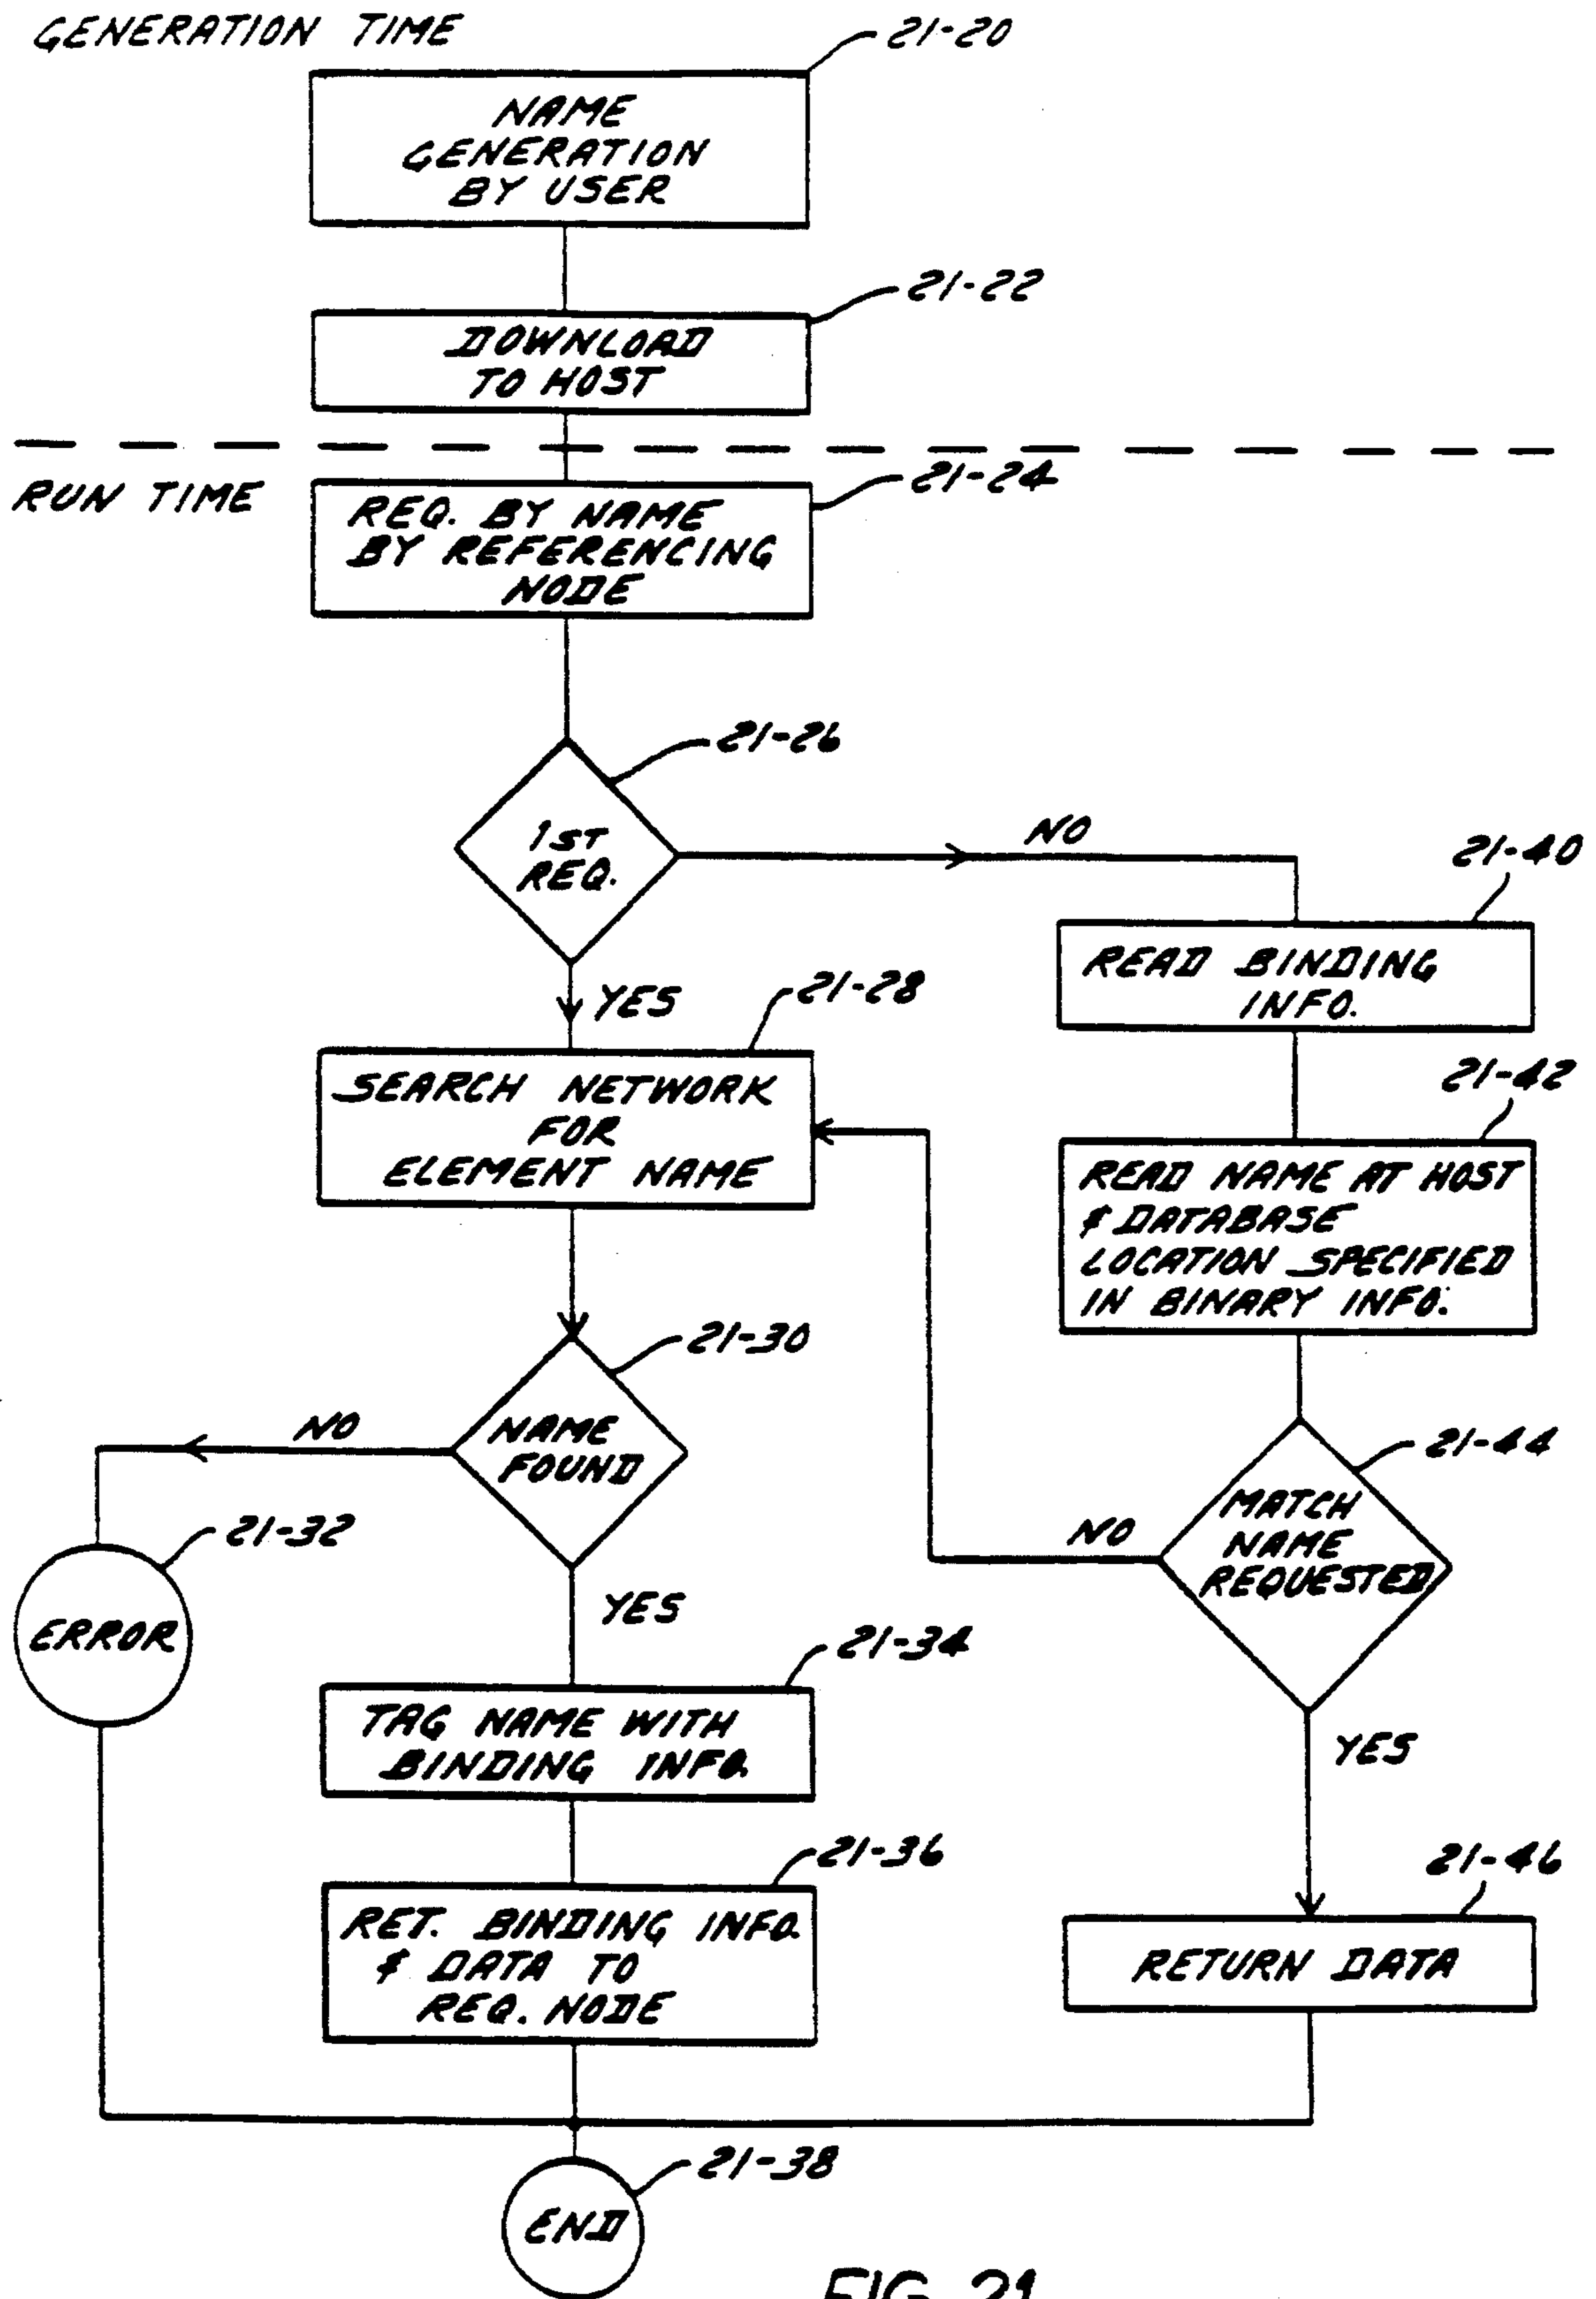 GENERATION TIME
21-20
NAME
GENERATION
BY USER
21-22
DOWNLOAD
TO HOST
RUN TIME
21-24
REQ. BY NAME
BY REFERENCING
NODE
21-26
1ST
REQ.
NO
21-40
READ BINDING
INFO.
YES
21-28
SEARCH NETWORK
FOR
ELEMENT NAME
21-42
READ NAME AT HOST
& DATABASE
LOCATION SPECIFIED
IN BINARY INFO.
21-30
NAME
FOUND
NO
21-32
ERROR
YES
21-44
MATCH
NAME
REQUESTED
NO
YES
21-34
TAG NAME WITH
BINDING INFO.
21-36
RET. BINDING INFO.
& DATA TO
REQ. NODE
21-46
RETURN DATA
21-38
END
FIG. 21